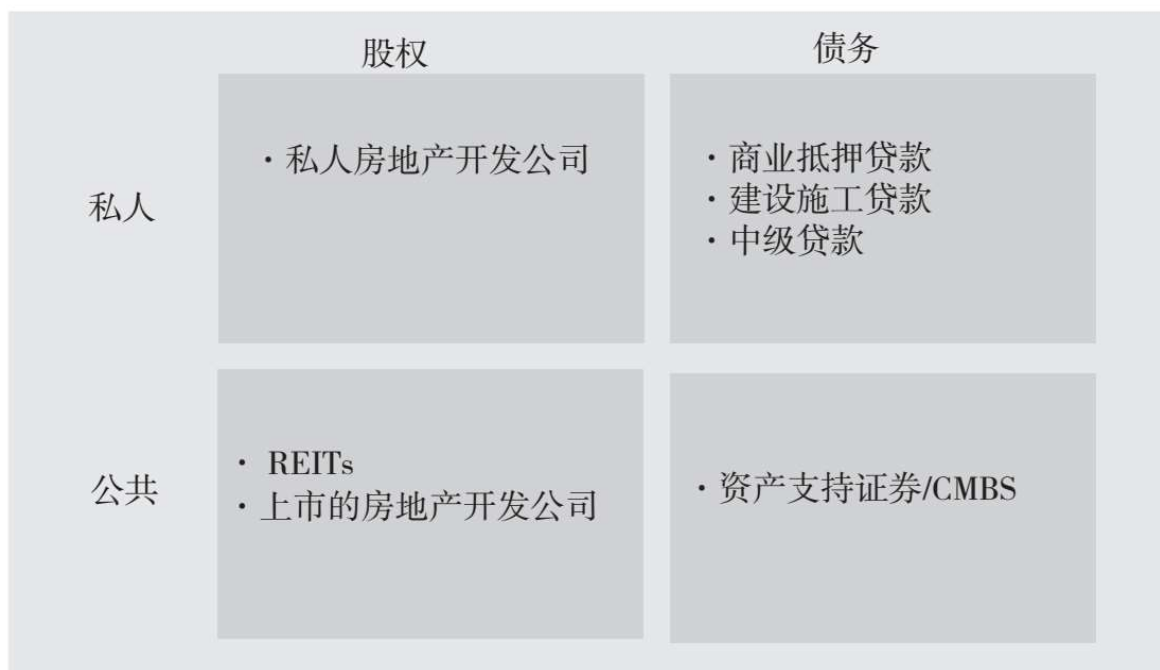 股权
债务
私人
·私人房地产开发公司
·商业抵押贷款
·建设施工贷款
·中级贷款
公共
· REITs
·上市的房地产开发公司
·资产支持证券/CMBS